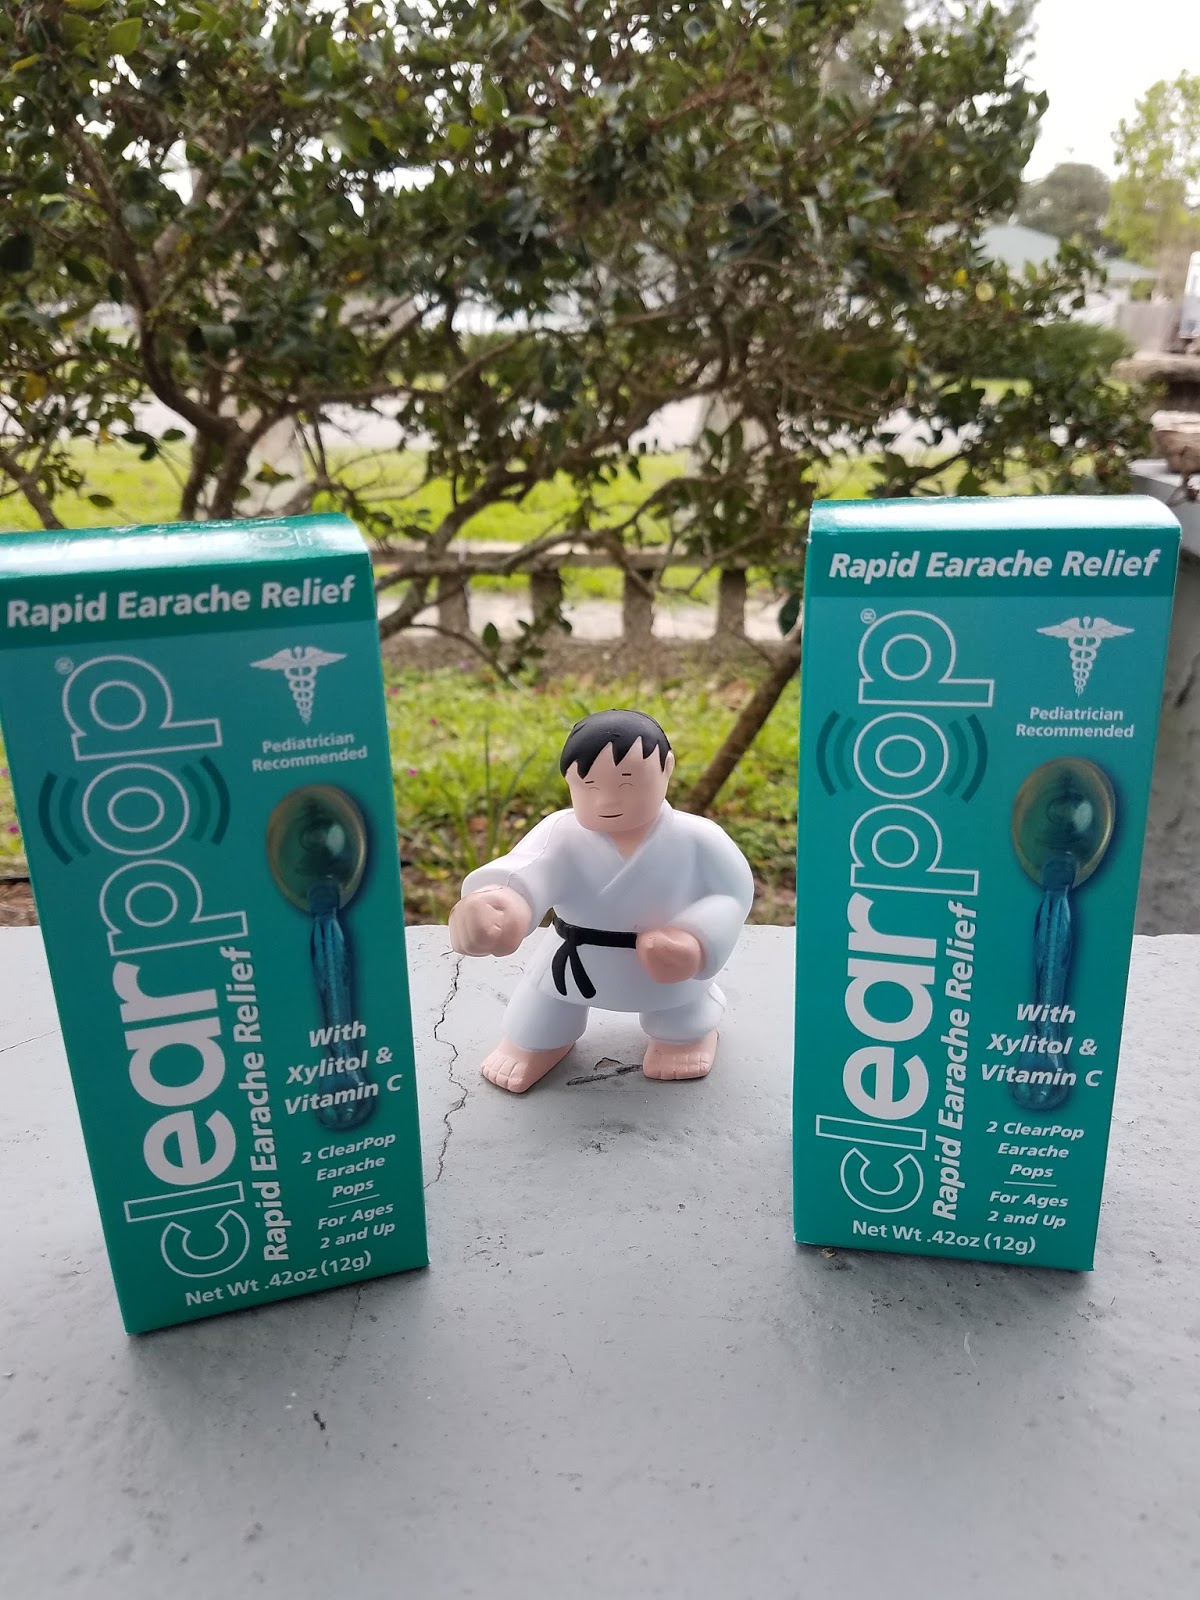 Rapid Earache Relief
clearpop®
Rapid Earache Relief
Pediatrician
Recommended
With
Xylitol &
Vitamin C
2 ClearPop
Earache
Pops
For Ages
2 and Up
Net Wt .42oz (12g)
Rapid Earache Relief
clearpop®
Rapid Earache Relief
Pediatrician
Recommended
With
Xylitol &
Vitamin C
2 ClearPop
Earache
Pops
For Ages
2 and Up
Net Wt .42oz (12g)